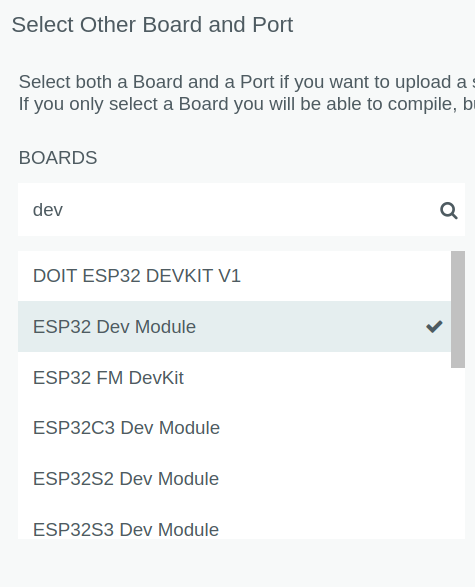 Select Other Board and Port
Select both a Board and a Port if you want to upload a
If you only select a Board you will be able to compile,
BOARDS
dev
DOIT ESP32 DEVKIT V1
ESP32 Dev Module
ESP32 FM DevKit
ESP32C3 Dev Module
ESP32S2 Dev Module
ESP32S3 Dev Module